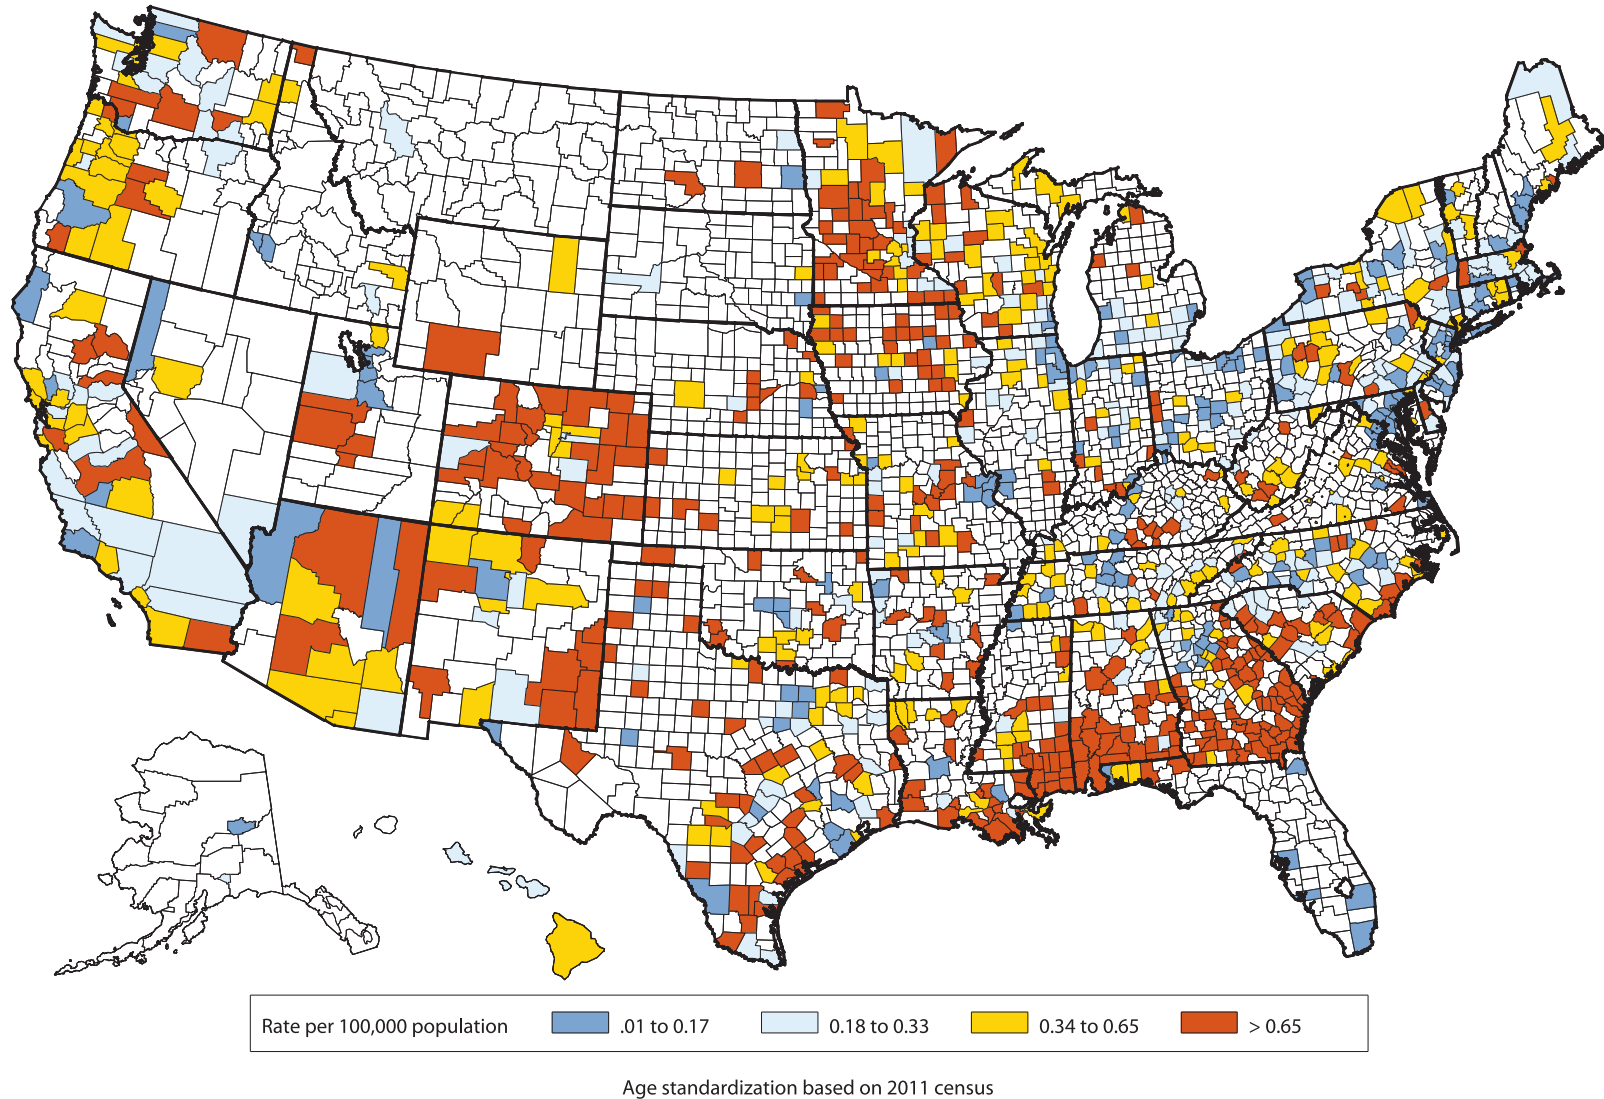 Rate per 100,000 population .01 to 0.17 0.18 to 0.33 0.34 to 0.65 > 0.65
Age standardization based on 2011 census